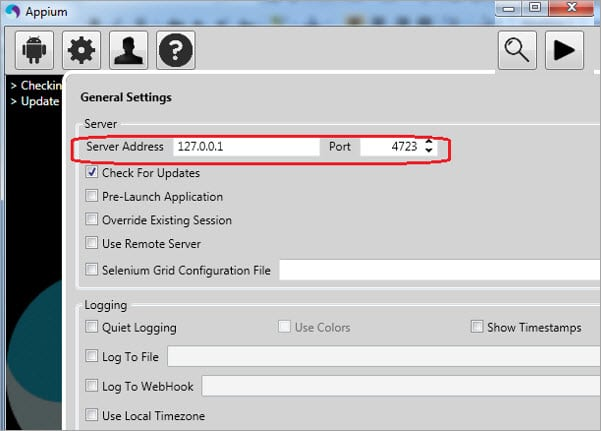 Appium
> Checkin
> Update
General Settings
Server
Server Address 127.0.0.1 Port 4723
Check For Updates
Pre-Launch Application
Override Existing Session
Use Remote Server
Selenium Grid Configuration File
Logging
Quiet Logging Use Colors Show Timestamps
Log To File
Log To WebHook
Use Local Timezone